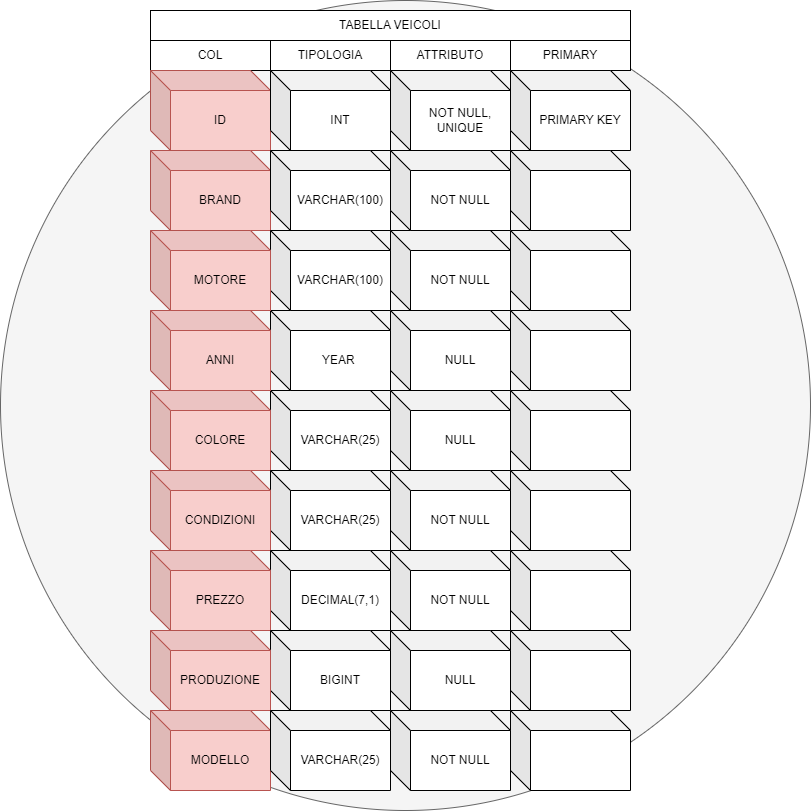 TABELLA VEICOLI
COL TIPOLOGIA ATTRIBUTO PRIMARY
ID INT NOT NULL, UNIQUE PRIMARY KEY
BRAND VARCHAR(100) NOT NULL
MOTORE VARCHAR(100) NOT NULL
ANNI YEAR NULL
COLORE VARCHAR(25) NULL
CONDIZIONI VARCHAR(25) NOT NULL
PREZZO DECIMAL(7,1) NOT NULL
PRODUZIONE BIGINT NULL
MODELLO VARCHAR(25) NOT NULL